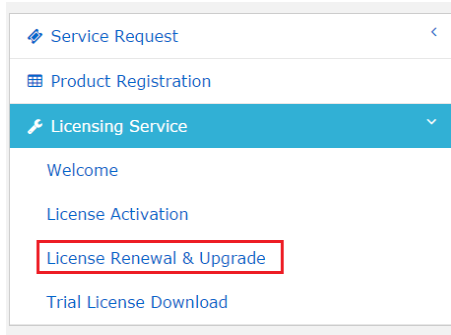 Service Request
Product Registration
Licensing Service
Welcome
License Activation
License Renewal & Upgrade
Trial License Download